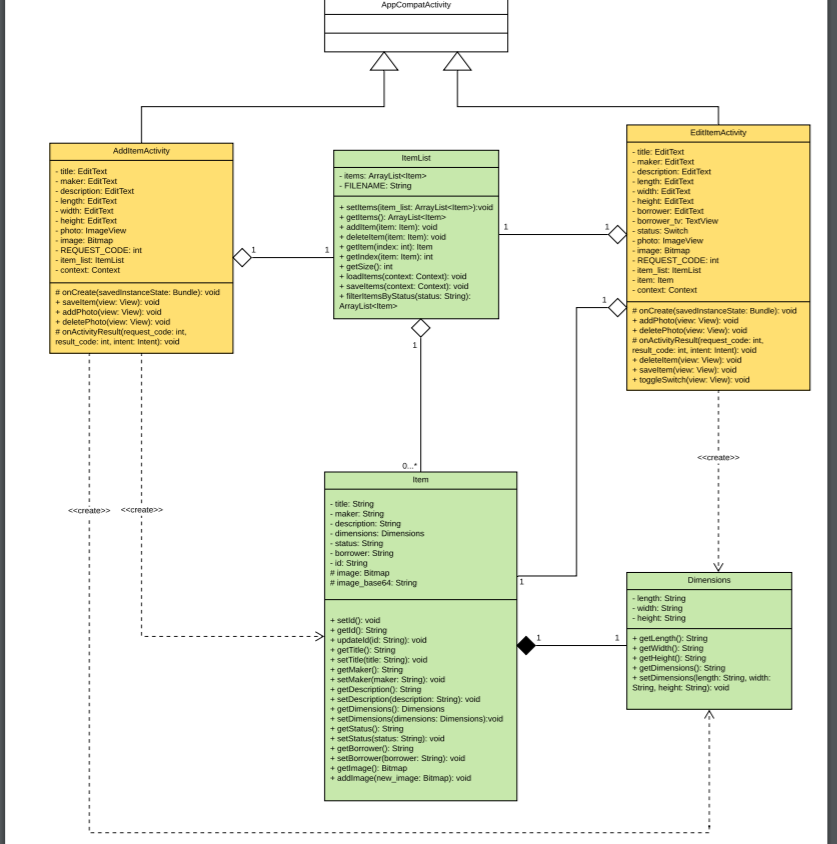 AppCompatActivity
AddItemActivity
- title: EditText
- maker: EditText
- description: EditText
- length: EditText
- width: EditText
- height: EditText
- photo: ImageView
- image: Bitmap
- REQUEST_CODE: int
- item_list: ItemList
- context: Context
# onCreate(savedInstanceState: Bundle): void
+ saveItem(view: View): void
+ addPhoto(view: View): void
+ deletePhoto(view: View): void
# onActivityResult(request_code: int,
result_code: int, intent: Intent): void
1
1
ItemList
- items: ArrayList<Item>
- FILENAME: String
+ setItems(item_list: ArrayList<Item>):void
+ getItems(): ArrayList<Item>
+ addItem(item: Item): void
+ deleteItem(item: Item): void
+ getItem(index: int): Item
+ getIndex(item: Item): int
+ getSize(): int
+ loadItems(context: Context): void
+ saveItems(context: Context): void
+ filterItemsByStatus(status: String):
ArrayList<Item>
1
1
EditItemActivity
- title: EditText
- maker: EditText
- description: EditText
- length: EditText
- width: EditText
- height: EditText
- borrower: EditText
- borrower_tv: TextView
- status: Switch
- photo: ImageView
- image: Bitmap
- REQUEST_CODE: int
- item_list: ItemList
- item: Item
- context: Context
# onCreate(savedInstanceState: Bundle): void
+ addPhoto(view: View): void
+ deletePhoto(view: View): void
# onActivityResult(request_code: int,
result_code: int, intent: Intent): void
+ deleteItem(view: View): void
+ saveItem(view: View): void
+ toggleSwitch(view: View): void
1
1
0...*
<<create>>
<<create>>
<<create>>
Item
- title: String
- maker: String
- description: String
- dimensions: Dimensions
- status: String
- borrower: String
- id: String
# image: Bitmap
# image_base64: String
+ setId(): void
+ getId(): String
+ updateId(id: String): void
+ getTitle(): String
+ setTitle(title: String): void
+ getMaker(): String
+ setMaker(maker: String): void
+ getDescription(): String
+ setDescription(description: String): void
+ getDimensions(): Dimensions
+ setDimensions(dimensions: Dimensions):void
+ getStatus(): String
+ setStatus(status: String): void
+ getBorrower(): String
+ setBorrower(borrower: String): void
+ getImage(): Bitmap
+ addImage(new_image: Bitmap): void
1
1
1
Dimensions
- length: String
- width: String
- height: String
+ getLength(): String
+ getWidth(): String
+ getHeight(): String
+ getDimensions(): String
+ setDimensions(length: String, width:
String, height: String): void